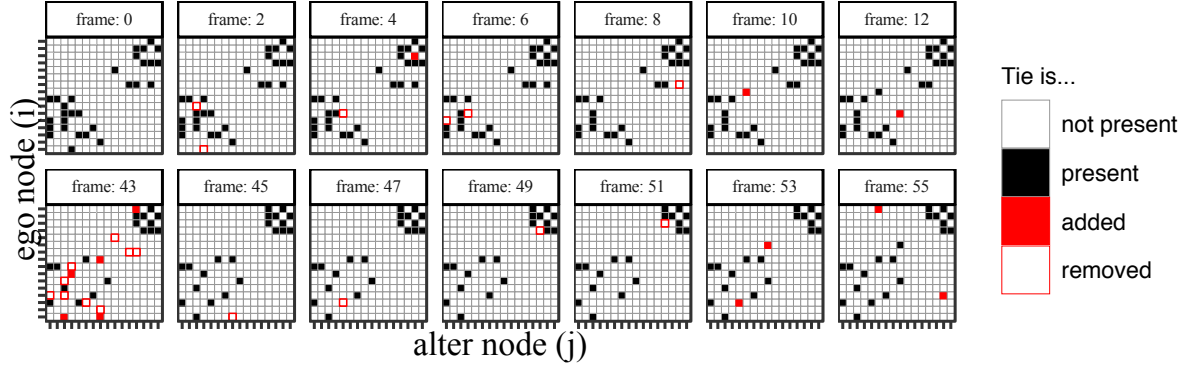 frame: 0
frame: 2
frame: 4
frame: 6
frame: 8
frame: 10
frame: 12
frame: 43
frame: 45
frame: 47
frame: 49
frame: 51
frame: 53
frame: 55
ego node (i)
alter node (j)
Tie is...
not present
present
added
removed